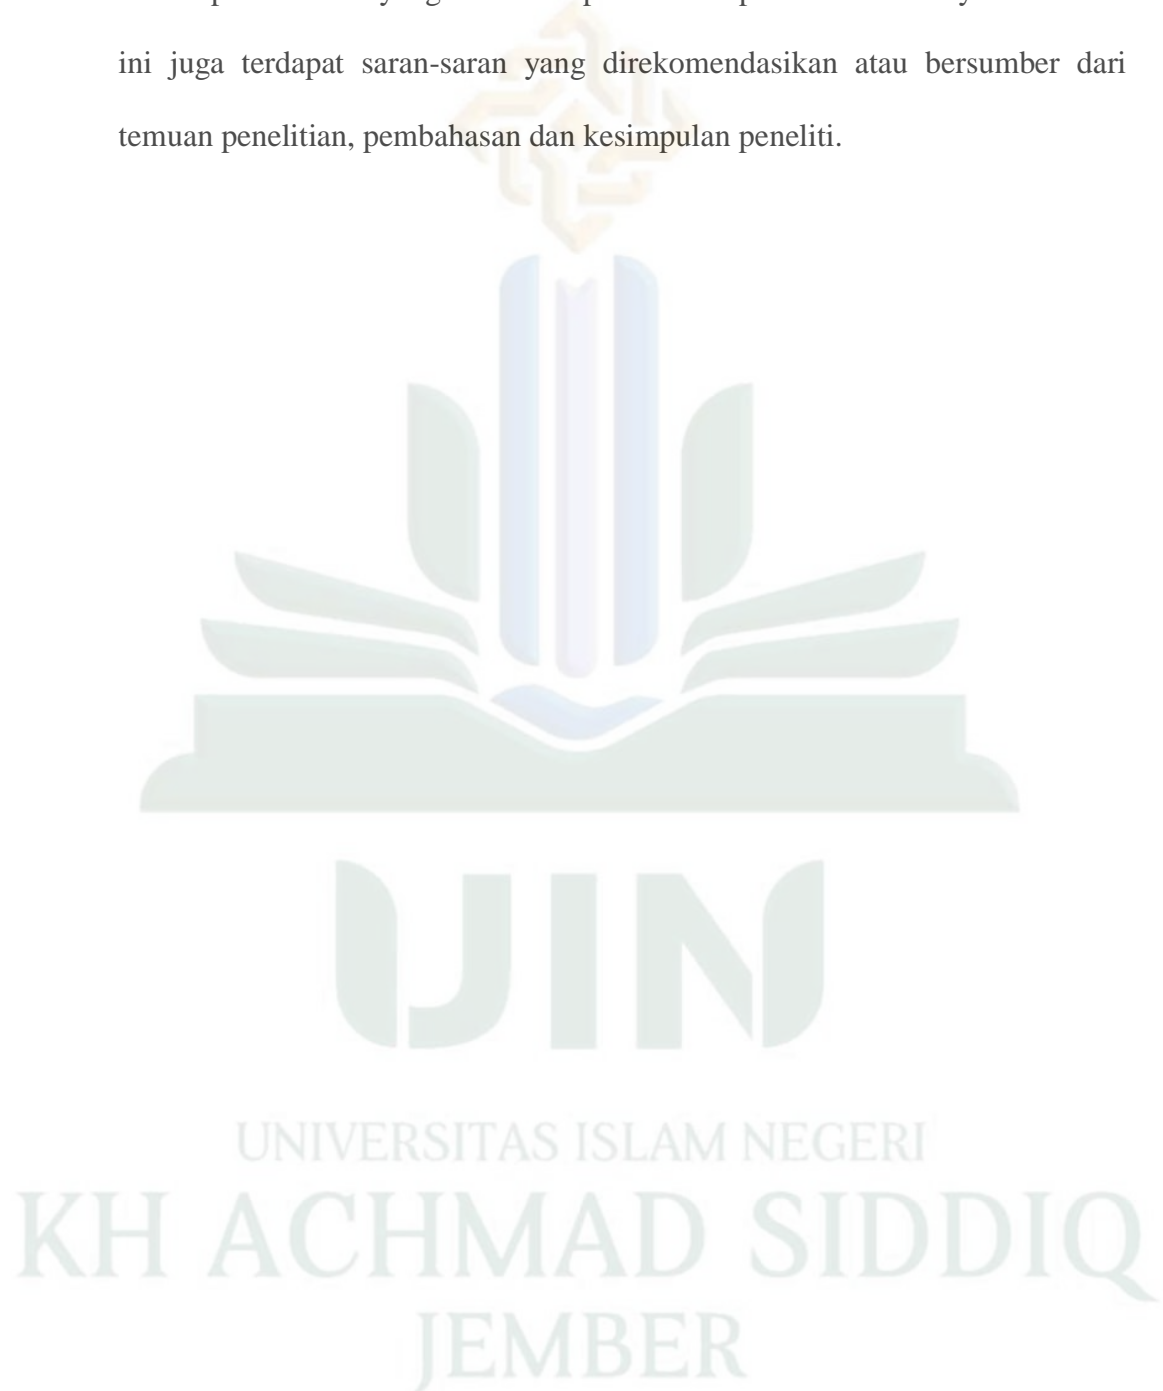 ini juga terdapat saran-saran yang direkomendasikan atau bersumber dari
temuan penelitian, pembahasan dan kesimpulan peneliti.
UIN
UNIVERSITAS ISLAM NEGERI
KH ACHMAD SIDDIQ
JEMBER